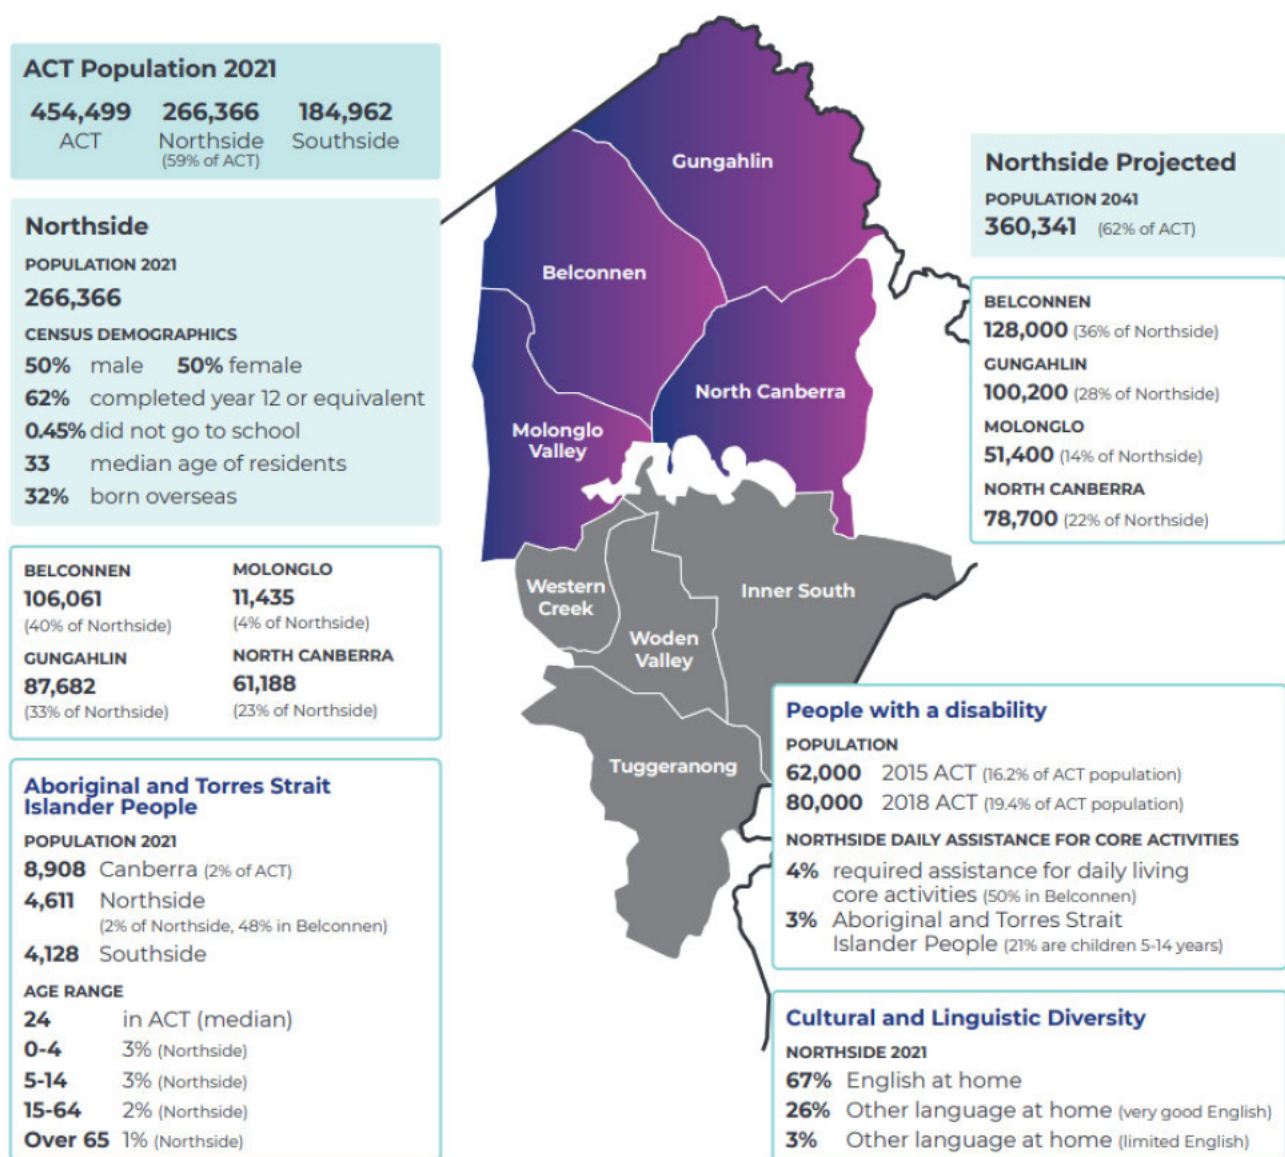 ACT Population 2021
454,499 266,366 184,962
ACT Northside Southside
(59% of ACT)
Northside
POPULATION 2021
266,366
CENSUS DEMOGRAPHICS
50% male 50% female
62% completed year 12 or equivalent
0.45% did not go to school
33 median age of residents
32% born overseas
BELCONNEN
106,061
(40% of Northside)
MOLONGLO
11,435
(4% of Northside)
GUNGAHLIN
87,682
(33% of Northside)
NORTH CANBERRA
61,188
(23% of Northside)
Aboriginal and Torres Strait
Islander People
POPULATION 2021
8,908 Canberra (2% of ACT)
4,611 Northside
(2% of Northside, 48% in Belconnen)
4,128 Southside
AGE RANGE
24 in ACT (median)
0-4 3% (Northside)
5-14 3% (Northside)
15-64 2% (Northside)
Over 65 1% (Northside)
Gungahlin
Belconnen
North Canberra
Molonglo
Valley
Western
Creek
Inner South
Woden
Valley
Tuggeranong
Northside Projected
POPULATION 2041
360,341 (62% of ACT)
BELCONNEN
128,000 (36% of Northside)
GUNGAHLIN
100,200 (28% of Northside)
MOLONGLO
51,400 (14% of Northside)
NORTH CANBERRA
78,700 (22% of Northside)
People with a disability
POPULATION
62,000 2015 ACT (16.2% of ACT population)
80,000 2018 ACT (19.4% of ACT population)
NORTHSIDE DAILY ASSISTANCE FOR CORE ACTIVITIES
4% required assistance for daily living
core activities (50% in Belconnen)
3% Aboriginal and Torres Strait
Islander People (21% are children 5-14 years)
Cultural and Linguistic Diversity
NORTHSIDE 2021
67% English at home
26% Other language at home (very good English)
3% Other language at home (limited English)